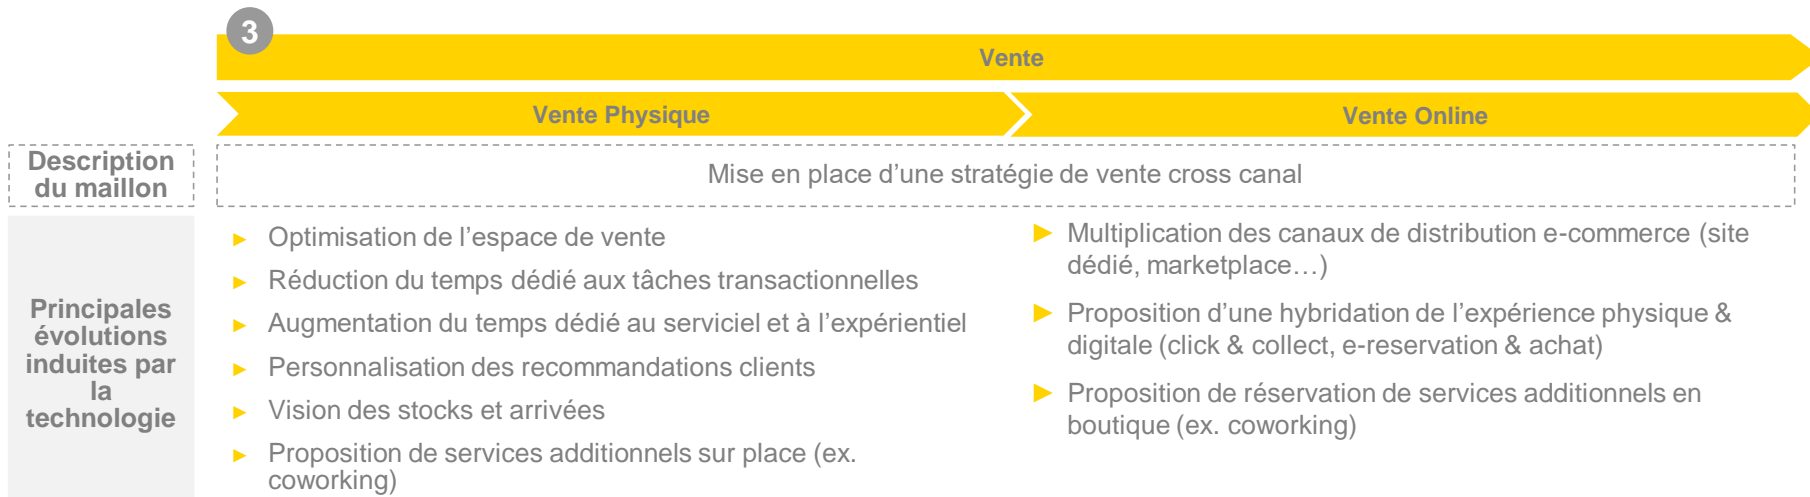 3
Vente
Vente Physique
Vente Online
Description
du maillon
Mise en place d’une stratégie de vente cross canal
Principales
évolutions
induites par
la
technologie
► Optimisation de l’espace de vente
► Réduction du temps dédié aux tâches transactionnelles
► Augmentation du temps dédié au serviciel et à l’expérientiel
► Personnalisation des recommandations clients
► Vision des stocks et arrivées
► Proposition de services additionnels sur place (ex.
coworking)
► Multiplication des canaux de distribution e-commerce (site
dédié, marketplace…)
► Proposition d’une hybridation de l’expérience physique &
digitale (click & collect, e-reservation & achat)
► Proposition de réservation de services additionnels en
boutique (ex. coworking)